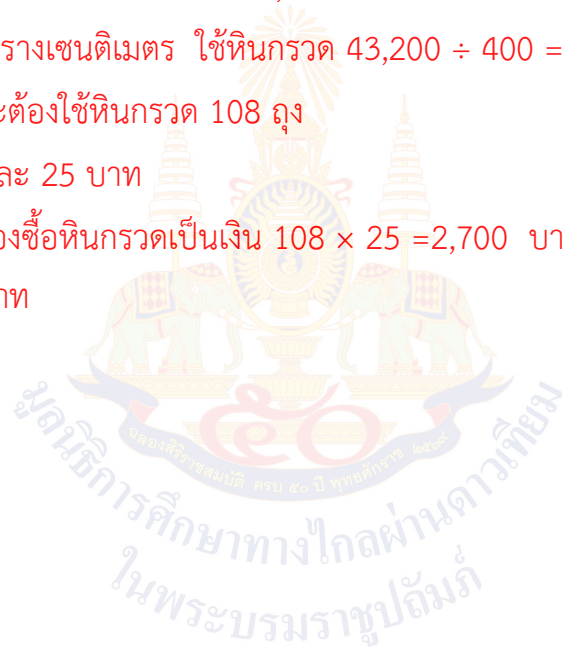 รางเซนติเมตร ใช้หินกรวด 43,200 ÷ 400 =
ะต้องใช้หินกรวด 108 ถุง
ละ 25 บาท
องซื้อหินกรวดเป็นเงิน 108 × 25 =2,700 บา
าท
ฉลองสิริราชสมบัติ ครบ ๕๐ ปี พุทธศักราช ๒๕๓๙
มูลนิธิการศึกษาทางไกลผ่านดาวเทียม
ในพระบรมราชูปถัมภ์